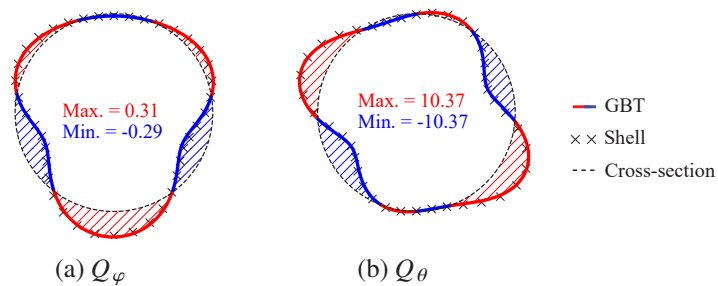 Max. = 0.31
Min. = -0.29
Max. = 10.37
Min. = -10.37
GBT
Shell
Cross-section
(a) Qφ
(b) Qθ